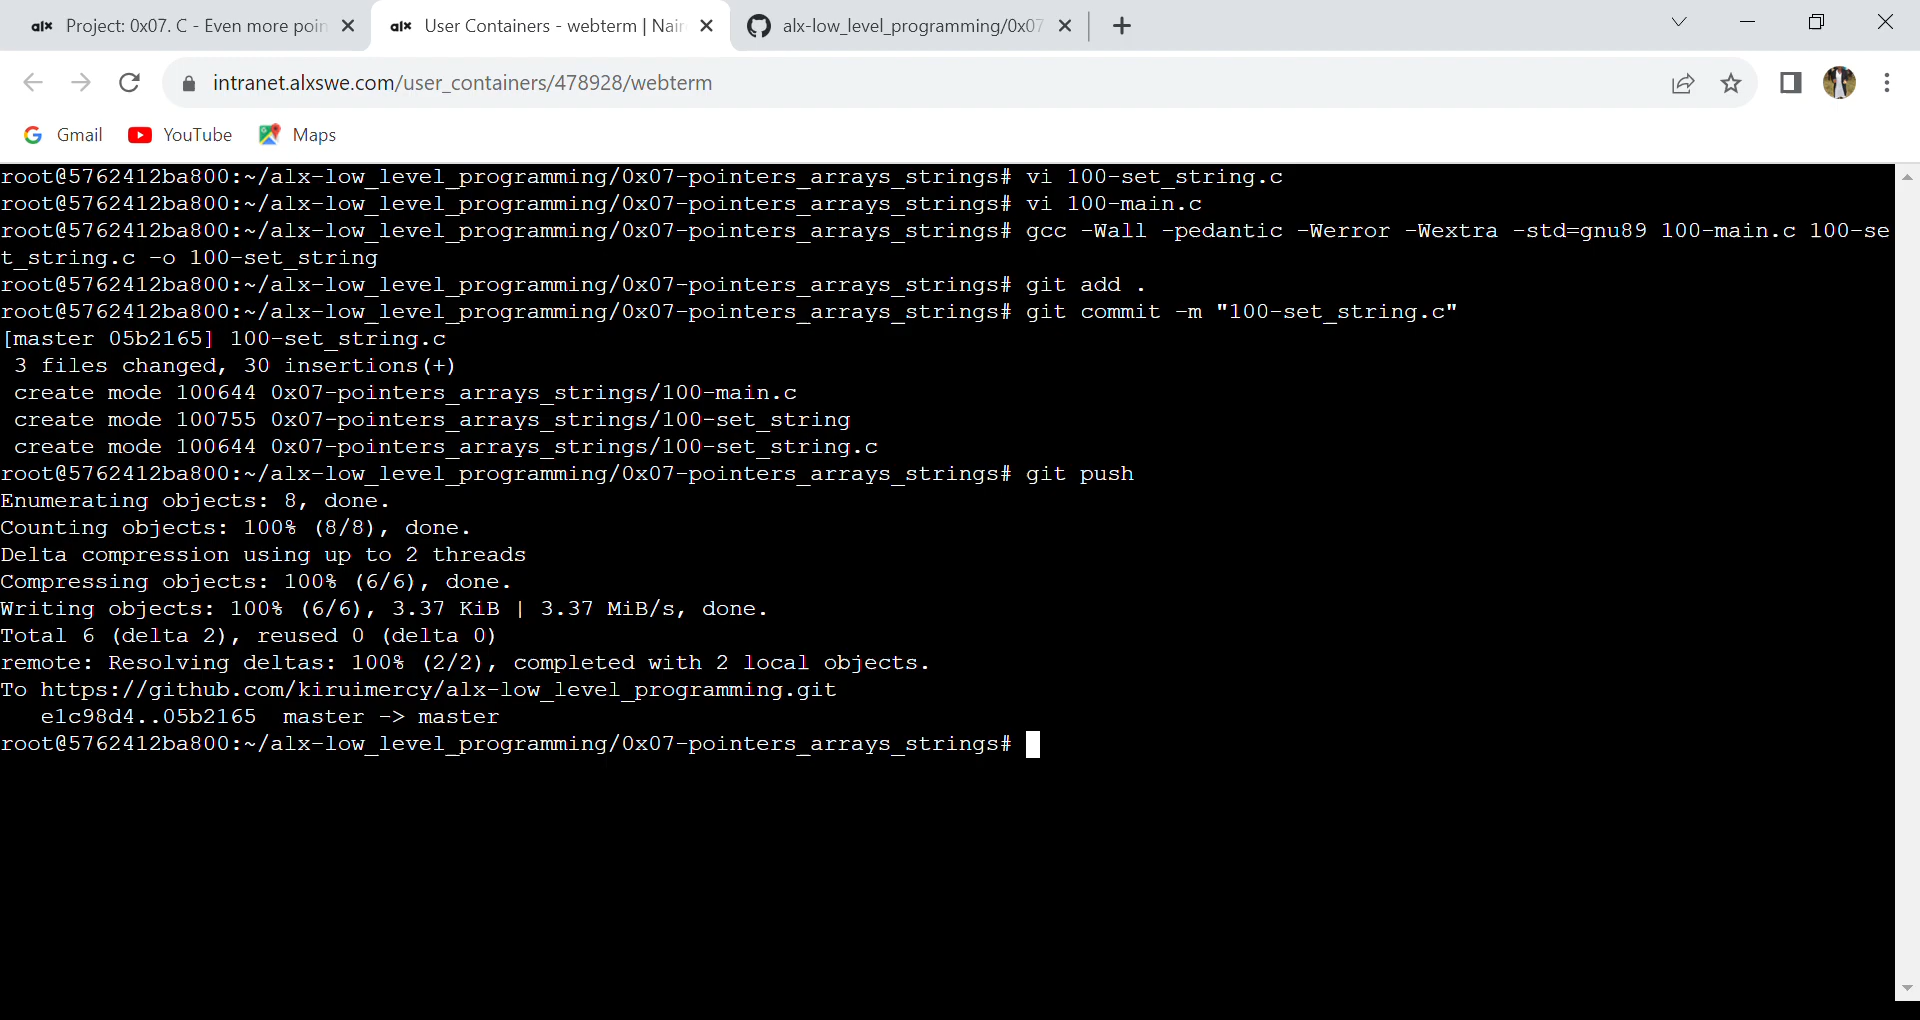 alx Project: 0x07. C - Even more poin
alx User Containers - webterm | Nair
alx-low_level_programming/0x07
intranet.alxswe.com/user_containers/478928/webterm
Gmail YouTube Maps
root@5762412ba800:~/alx-low_level_programming/0x07-pointers_arrays_strings# vi 100-set_string.c
root@5762412ba800:~/alx-low_level_programming/0x07-pointers_arrays_strings# vi 100-main.c
root@5762412ba800:~/alx-low_level_programming/0x07-pointers_arrays_strings# gcc -Wall -pedantic -Werror -Wextra -std=gnu89 100-main.c 100-se
t_string.c -o 100-set_string
root@5762412ba800:~/alx-low_level_programming/0x07-pointers_arrays_strings# git add .
root@5762412ba800:~/alx-low_level_programming/0x07-pointers_arrays_strings# git commit -m "100-set_string.c"
[master 05b2165] 100-set_string.c
 3 files changed, 30 insertions(+)
 create mode 100644 0x07-pointers_arrays_strings/100-main.c
 create mode 100755 0x07-pointers_arrays_strings/100-set_string
 create mode 100644 0x07-pointers_arrays_strings/100-set_string.c
root@5762412ba800:~/alx-low_level_programming/0x07-pointers_arrays_strings# git push
Enumerating objects: 8, done.
Counting objects: 100% (8/8), done.
Delta compression using up to 2 threads
Compressing objects: 100% (6/6), done.
Writing objects: 100% (6/6), 3.37 KiB | 3.37 MiB/s, done.
Total 6 (delta 2), reused 0 (delta 0)
remote: Resolving deltas: 100% (2/2), completed with 2 local objects.
To https://github.com/kiruimercy/alx-low_level_programming.git
   e1c98d4..05b2165  master -> master
root@5762412ba800:~/alx-low_level_programming/0x07-pointers_arrays_strings#